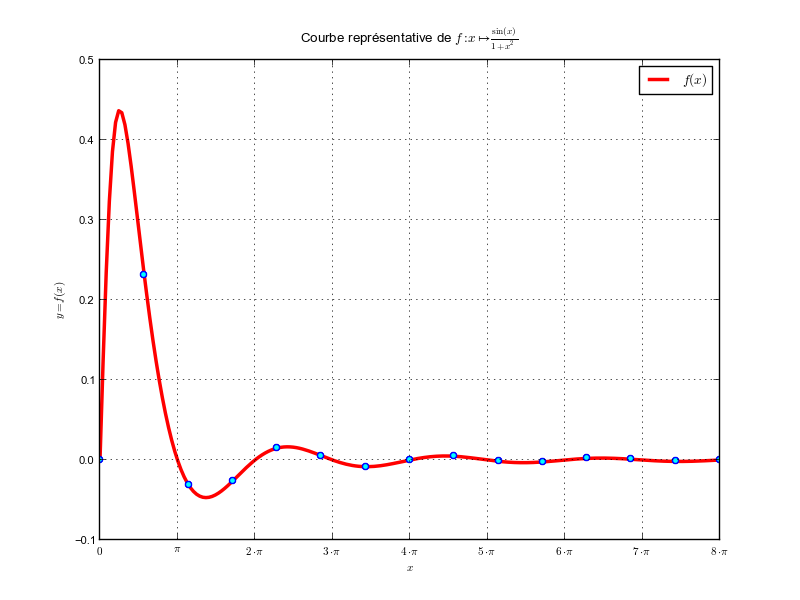 Courbe représentative de f : x ↦ sin(x) / 1+x²
f(x)
0.5
0.4
0.3
0.2
0.1
0.0
−0.1
y=f(x)
0 π 2·π 3·π 4·π 5·π 6·π 7·π 8·π
x